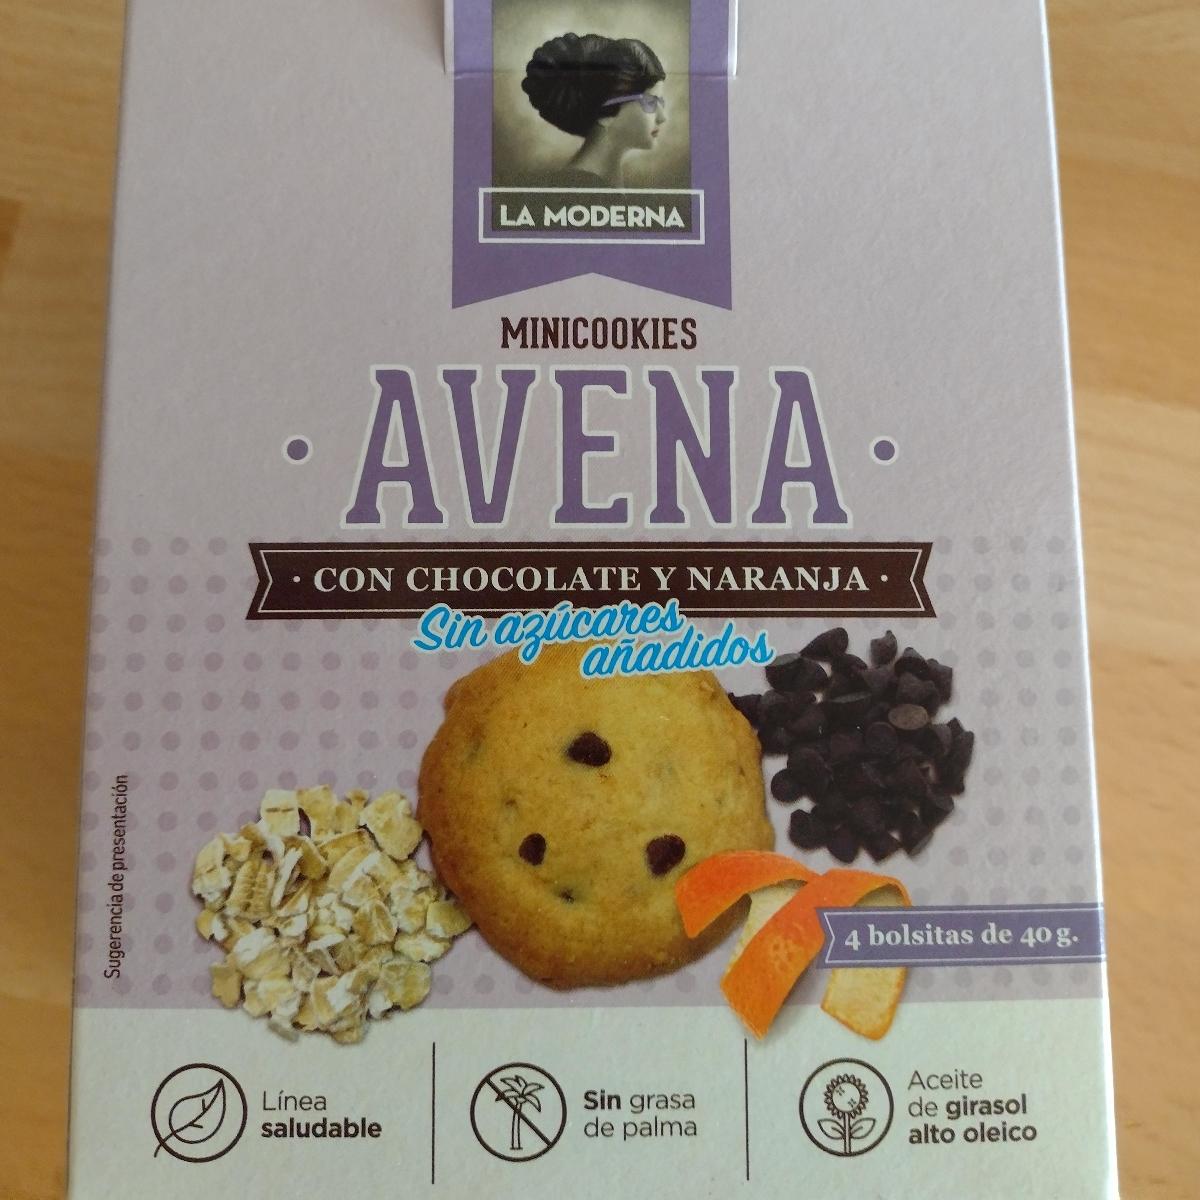 LA MODERNA
MINICOOKIES
· AVENA ·
· CON CHOCOLATE Y NARANJA ·
Sin azúcares
añadidos
Sugerencia de presentación
4 bolsitas de 40 g.
Línea
saludable
Sin grasa
de palma
Aceite
de girasol
alto oleico